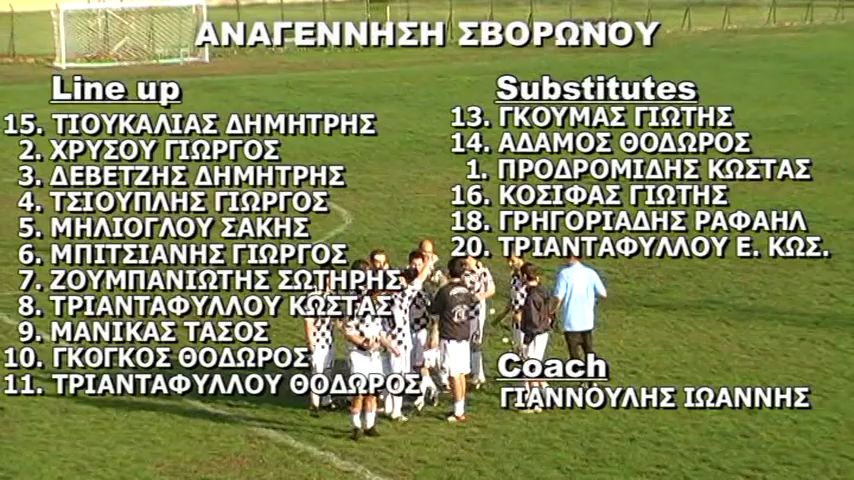 ΑΝΑΓΕΝΝΗΣΗ ΣΒΟΡΩΝΟΥ
Line up
15. ΤΙΟΥΚΑΛΙΑΣ ΔΗΜΗΤΡΗΣ
2. ΧΡΥΣΟΥ ΓΙΩΡΓΟΣ
3. ΔΕΒΕΤΖΗΣ ΔΗΜΗΤΡΗΣ
4. ΤΣΙΟΥΠΛΗΣ ΓΙΩΡΓΟΣ
5. ΜΗΛΙΟΓΛΟΥ ΣΑΚΗΣ
6. ΜΠΙΤΣΙΑΝΗΣ ΓΙΩΡΓΟΣ
7. ΖΟΥΜΠΑΝΙΩΤΗΣ ΣΩΤΗΡΗΣ
8. ΤΡΙΑΝΤΑΦΥΛΛΟΥ ΚΩΣΤΑΣ
9. ΜΑΝΙΚΑΣ ΤΑΣΟΣ
10. ΓΚΟΓΚΟΣ ΘΟΔΩΡΟΣ
11. ΤΡΙΑΝΤΑΦΥΛΛΟΥ ΘΟΔΩΡΟΣ
Substitutes
13. ΓΚΟΥΜΑΣ ΓΙΩΤΗΣ
14. ΑΔΑΜΟΣ ΘΟΔΩΡΟΣ
1. ΠΡΟΔΡΟΜΙΔΗΣ ΚΩΣΤΑΣ
16. ΚΟΣΙΦΑΣ ΓΙΩΤΗΣ
18. ΓΡΗΓΟΡΙΑΔΗΣ ΡΑΦΑΗΛ
20. ΤΡΙΑΝΤΑΦΥΛΛΟΥ Ε. ΚΩΣ.
Coach
ΓΙΑΝΝΟΥΛΗΣ ΙΩΑΝΝΗΣ